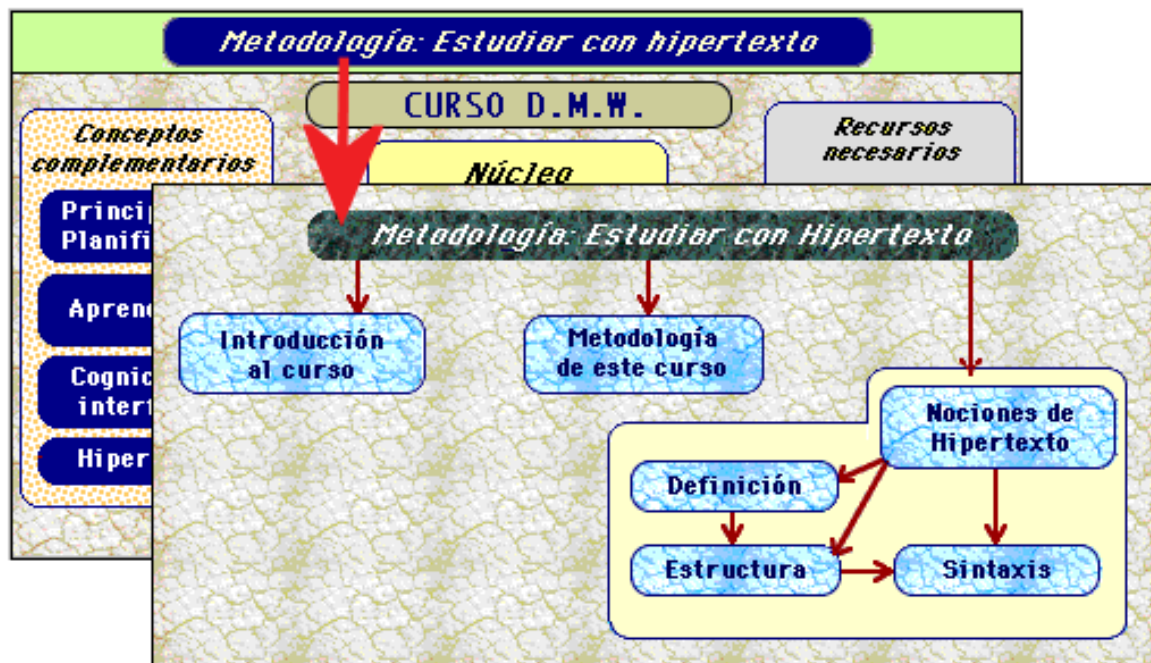 Metodología: Estudiar con hipertexto
CURSO D.M.W.
Conceptos
complementarios
Núcleo
Recursos
necesarios
Metodología: Estudiar con Hipertexto
Introducción
al curso
Metodología
de este curso
Nociones de
Hipertexto
Definición
Estructura
Sintaxis